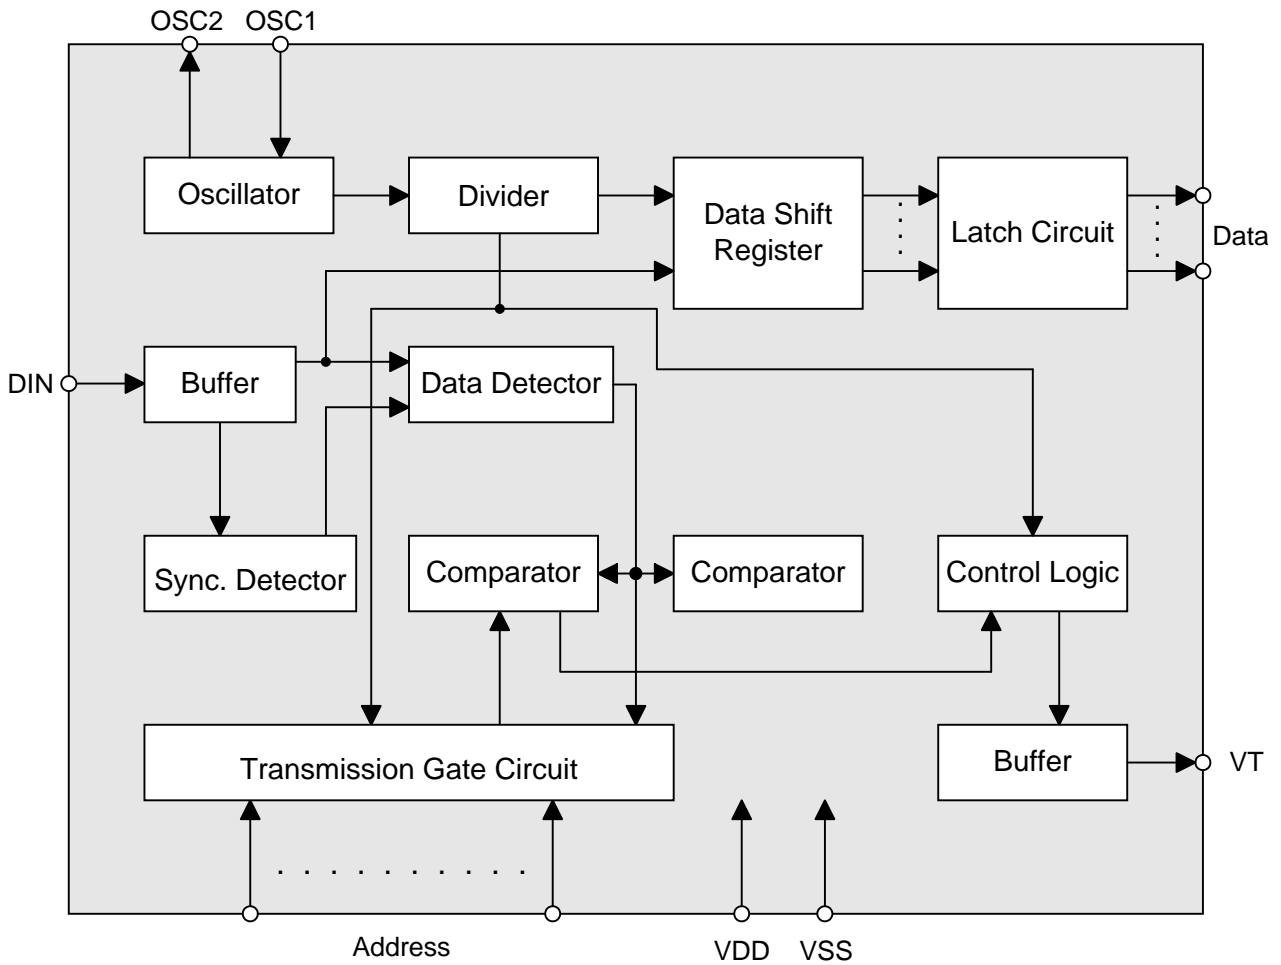 OSC2 OSC1
Oscillator
Divider
Data Shift
Register
Latch Circuit
Data
DIN
Buffer
Data Detector
Sync. Detector
Comparator
Comparator
Control Logic
Transmission Gate Circuit
Buffer
VT
Address
VDD VSS